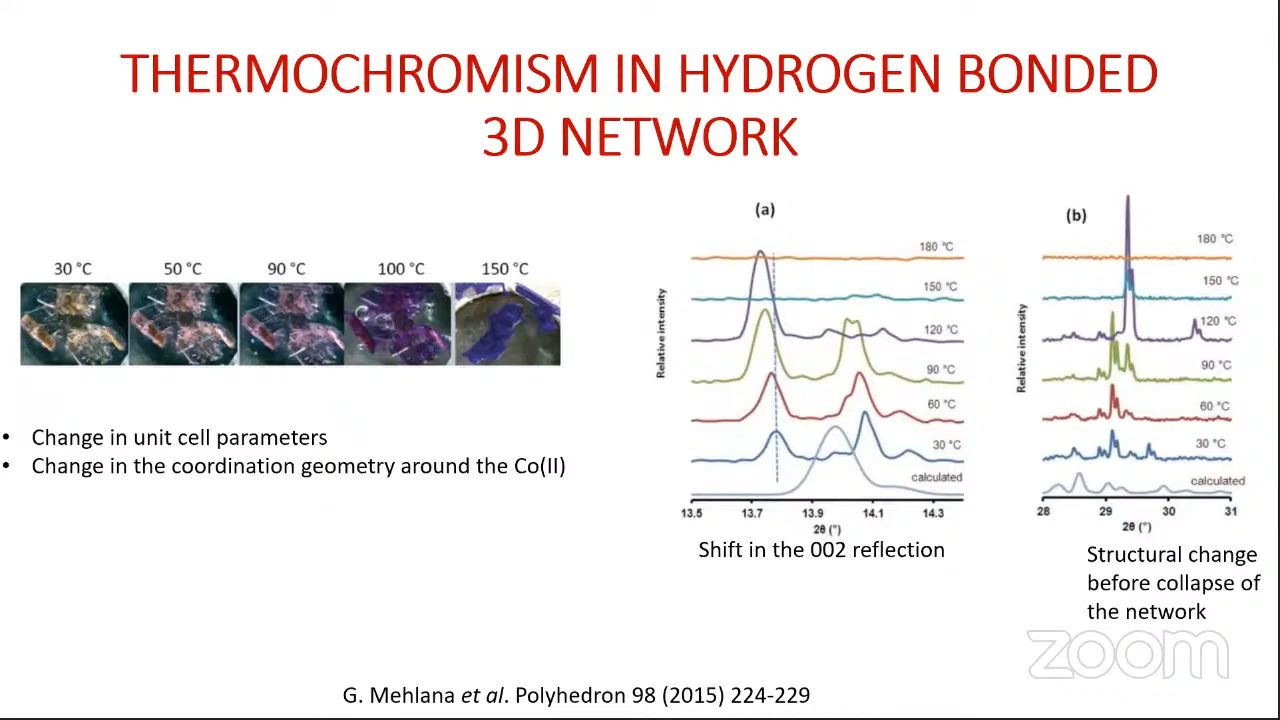 THERMOCHROMISM IN HYDROGEN BONDED
3D NETWORK
30 °C 50 °C 90 °C 100 °C 150 °C
• Change in unit cell parameters
• Change in the coordination geometry around the Co(II)
(a)
Relative intensity
180 °C
150 °C
120 °C
90 °C
60 °C
30 °C
calculated
13.5 13.7 13.9 14.1 14.3
2θ (°)
Shift in the 002 reflection
(b)
Relative intensity
180 °C
150 °C
120 °C
90 °C
60 °C
30 °C
calculated
28 29 30 31
2θ (°)
Structural change
before collapse of
the network
zoom
G. Mehlana et al. Polyhedron 98 (2015) 224-229